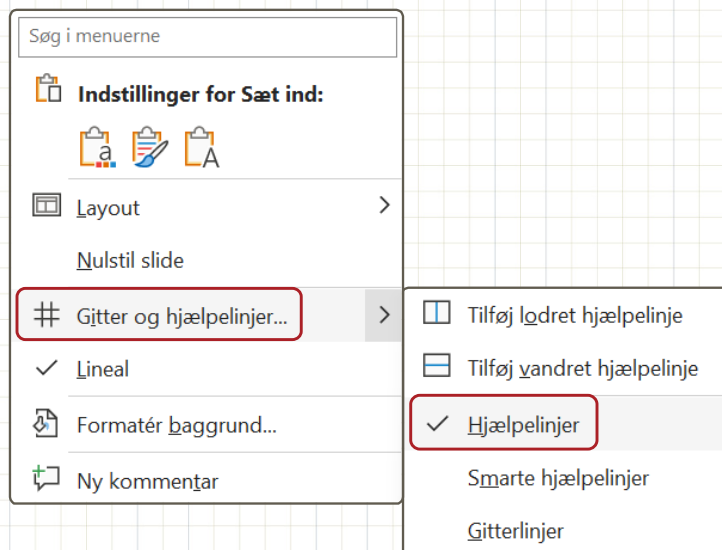 Søg i menuerne
Indstillinger for Sæt ind:
Layout
Nulstil slide
Gitter og hjælpelinjer...
Lineal
Formatér baggrund...
Ny kommentar
Tilføj lodret hjælpelinje
Tilføj vandret hjælpelinje
Hjælpelinjer
Smarte hjælpelinjer
Gitterlinjer